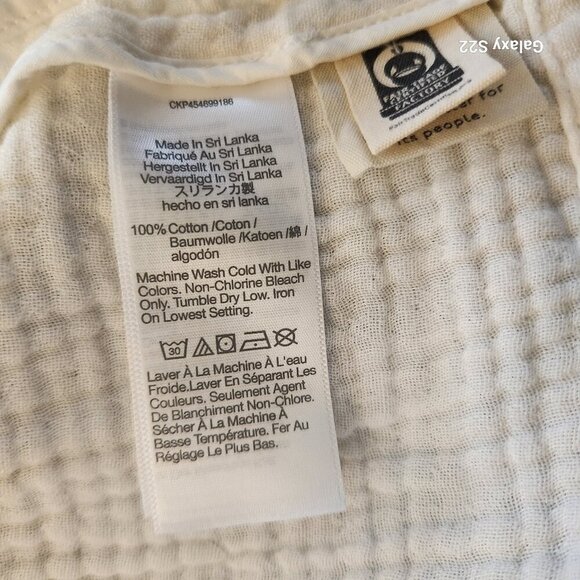 Galaxy S22
CKP454699186
Made In Sri Lanka
Fabriqué Au Sri Lanka
Hergestellt In Sri Lanka
Vervaardigd In Sri Lanka
スリランカ製
hecho en sri lanka
100% Cotton /Coton /
Baumwolle /Katoen /綿 /
algodón
Machine Wash Cold With Like
Colors. Non-Chlorine Bleach
Only. Tumble Dry Low. Iron
On Lowest Setting.
30
Laver À La Machine À L'eau
Froide.Laver En Séparant Les
Couleurs. Seulement Agent
De Blanchiment Non-Chlore.
Sécher À La Machine À
Basse Température. Fer Au
Réglage Le Plus Bas.
FAIR TRADE
CERTIFIED
FACTORY
for
its people.